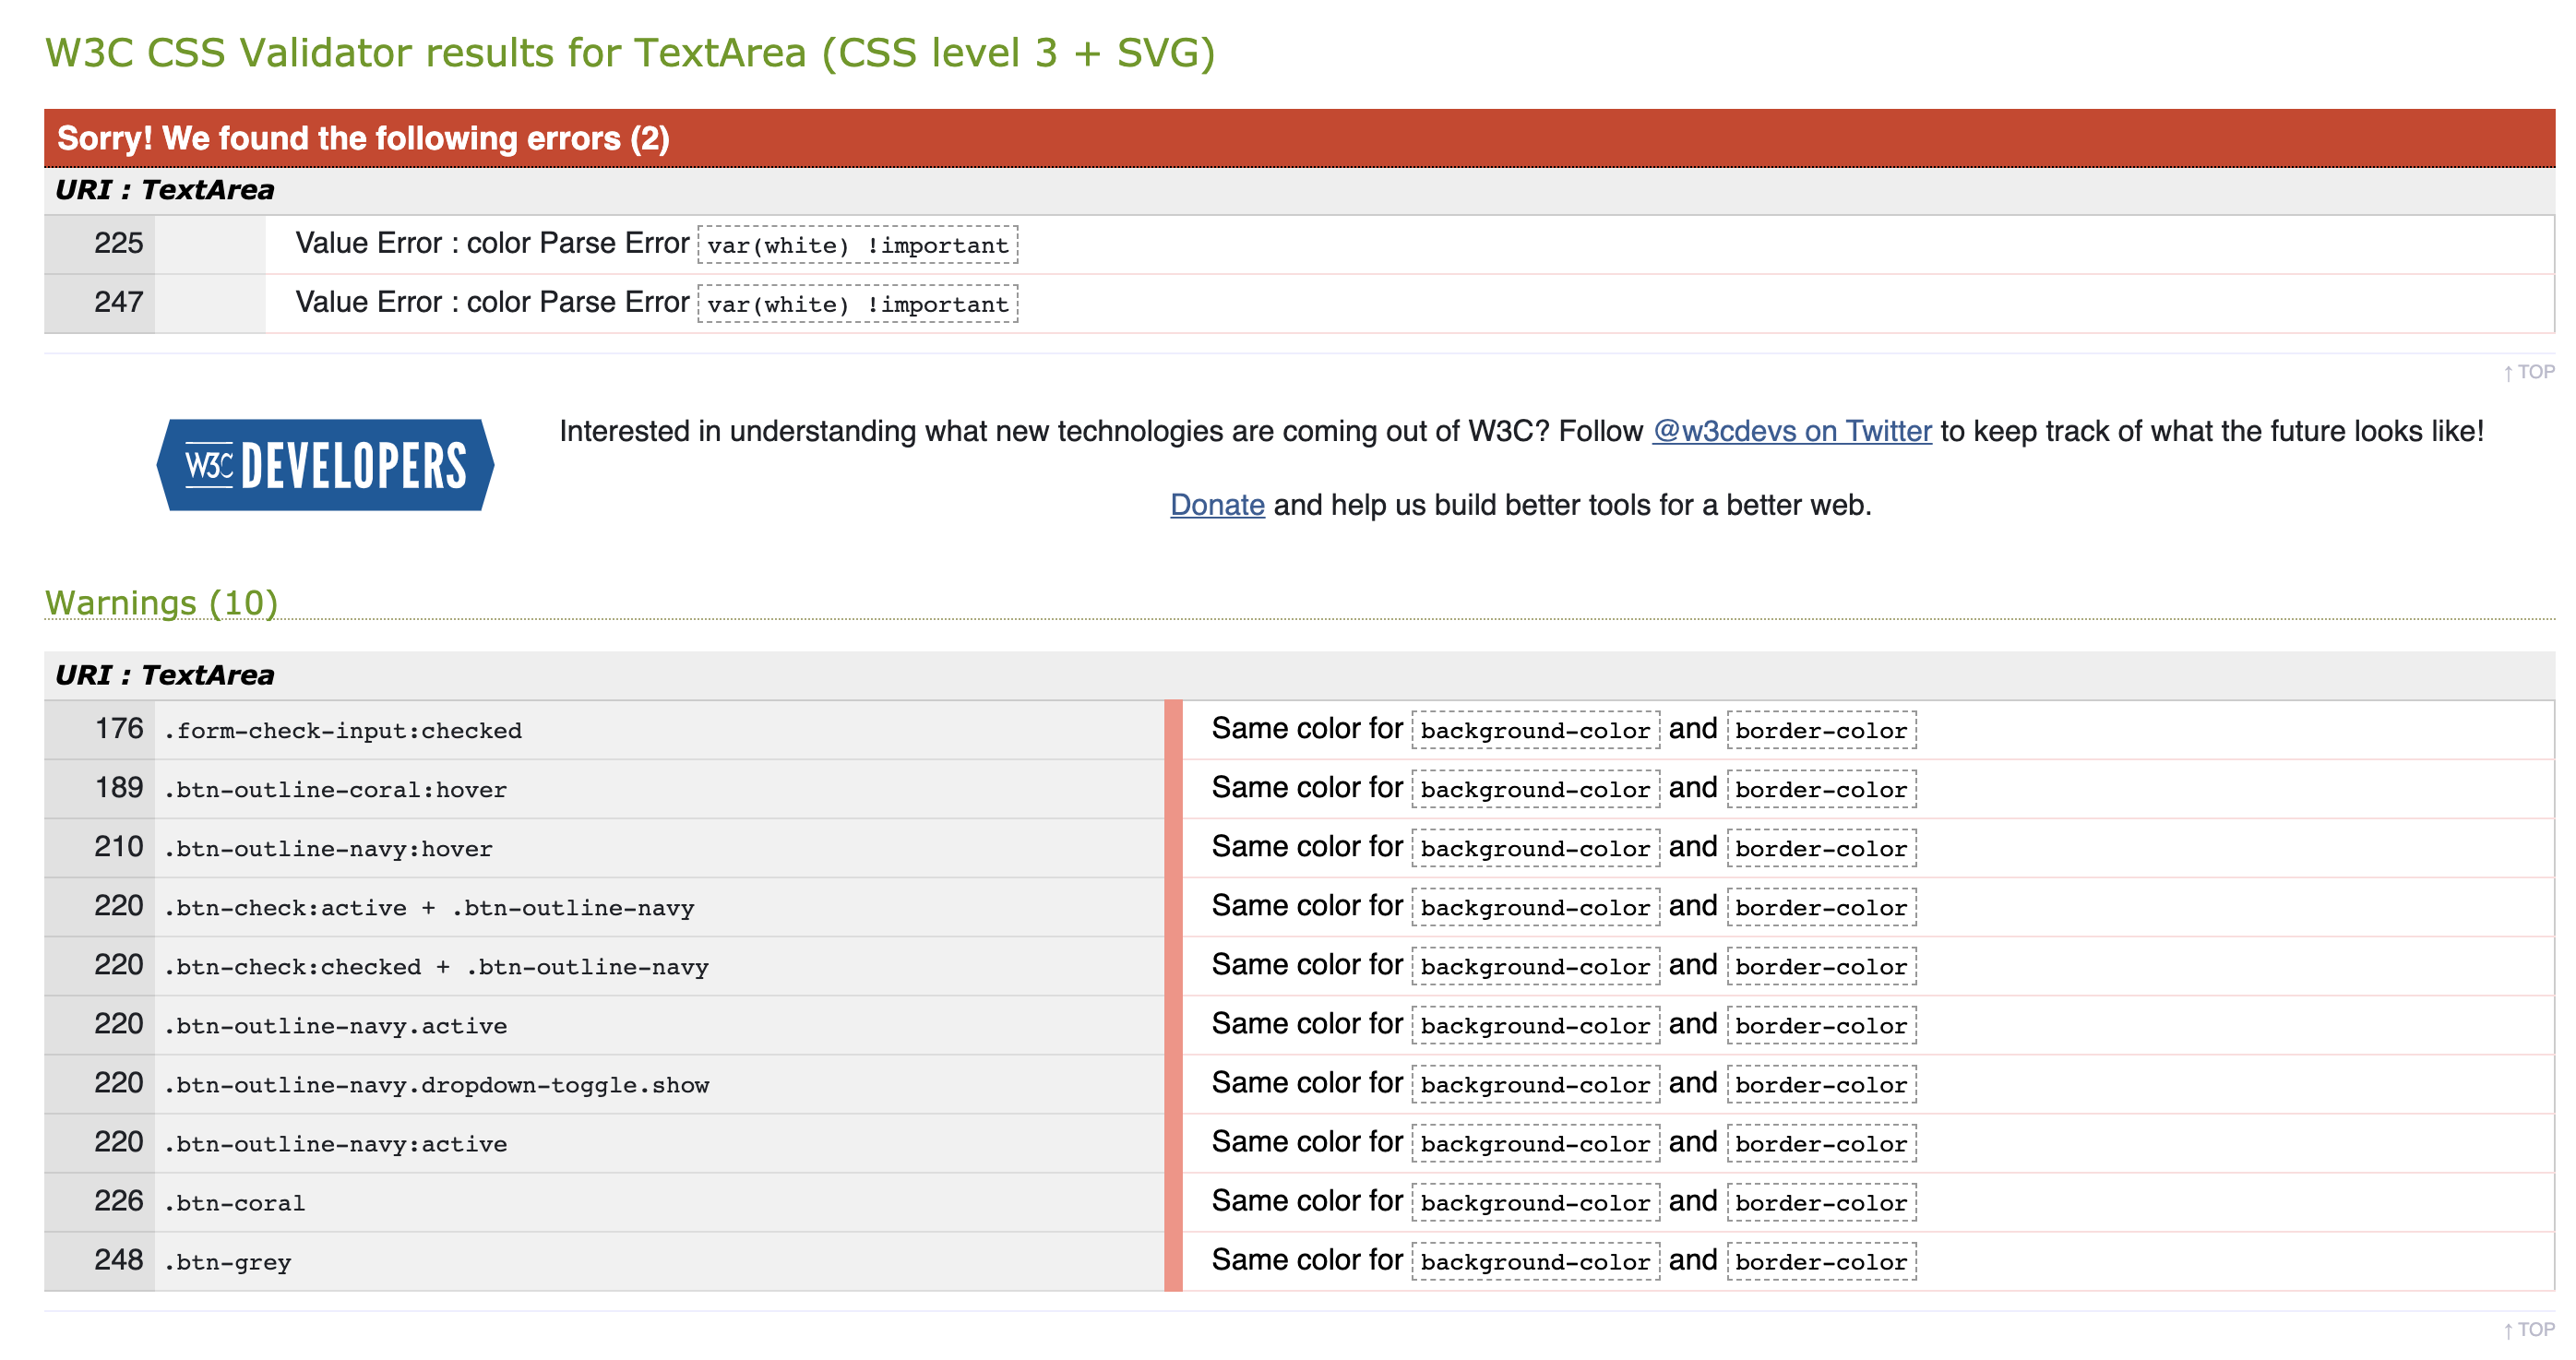 W3C CSS Validator results for TextArea (CSS level 3 + SVG)
Sorry! We found the following errors (2)
URI : TextArea
225 Value Error : color Parse Error var(white) !important
247 Value Error : color Parse Error var(white) !important
↑ TOP
W3C DEVELOPERS
Interested in understanding what new technologies are coming out of W3C? Follow @w3cdevs on Twitter to keep track of what the future looks like!
Donate and help us build better tools for a better web.
Warnings (10)
URI : TextArea
176 .form-check-input:checked Same color for background-color and border-color
189 .btn-outline-coral:hover Same color for background-color and border-color
210 .btn-outline-navy:hover Same color for background-color and border-color
220 .btn-check:active + .btn-outline-navy Same color for background-color and border-color
220 .btn-check:checked + .btn-outline-navy Same color for background-color and border-color
220 .btn-outline-navy.active Same color for background-color and border-color
220 .btn-outline-navy.dropdown-toggle.show Same color for background-color and border-color
220 .btn-outline-navy:active Same color for background-color and border-color
226 .btn-coral Same color for background-color and border-color
248 .btn-grey Same color for background-color and border-color
↑ TOP